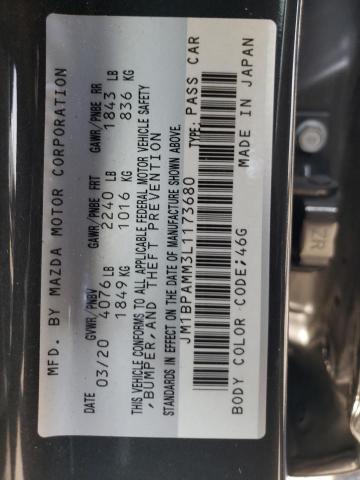 MFD. BY MAZDA MOTOR CORPORATION
DATE GVWR/PNBV GAWR/PNBE FRT GAWR/PNBE RR
03/20 4076 LB 2240 LB 1843 LB
1849 KG 1016 KG 836 KG
THIS VEHICLE CONFORMS TO ALL APPLICABLE FEDERAL MOTOR VEHICLE SAFETY
,BUMPER,AND THEFT PREVENTION
STANDARDS IN EFFECT ON THE DATE OF MANUFACTURE SHOWN ABOVE.
JM1BPAMM3L1173680 TYPE: PASS CAR
BODY COLOR CODE:46G MADE IN JAPAN
ZR